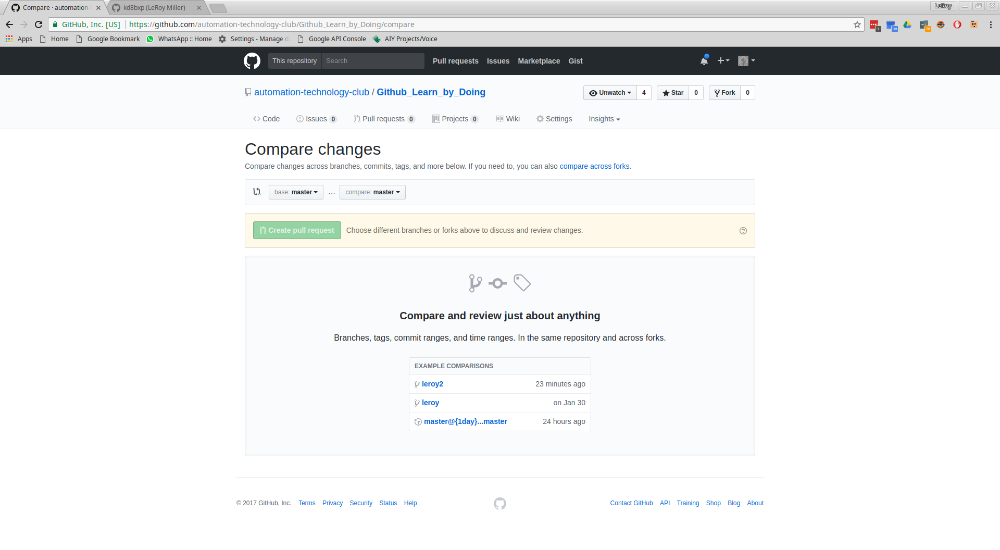 Compare · automation-t
kd8bxp (LeRoy Miller)
LeRoy
GitHub, Inc. [US] https://github.com/automation-technology-club/Github_Learn_by_Doing/compare
1 3d 16
Apps Home Google Bookmark WhatsApp :: Home Settings - Manage d Google API Console AIY Projects/Voice
This repository Search Pull requests Issues Marketplace Gist
automation-technology-club / Github_Learn_by_Doing
Unwatch 4 Star 0 Fork 0
Code Issues 0 Pull requests 0 Projects 0 Wiki Settings Insights
Compare changes
Compare changes across branches, commits, tags, and more below. If you need to, you can also compare across forks.
base: master ... compare: master
Create pull request Choose different branches or forks above to discuss and review changes.
Compare and review just about anything
Branches, tags, commit ranges, and time ranges. In the same repository and across forks.
EXAMPLE COMPARISONS
leroy2 23 minutes ago
leroy on Jan 30
master@{1day}...master 24 hours ago
© 2017 GitHub, Inc. Terms Privacy Security Status Help
Contact GitHub API Training Shop Blog About